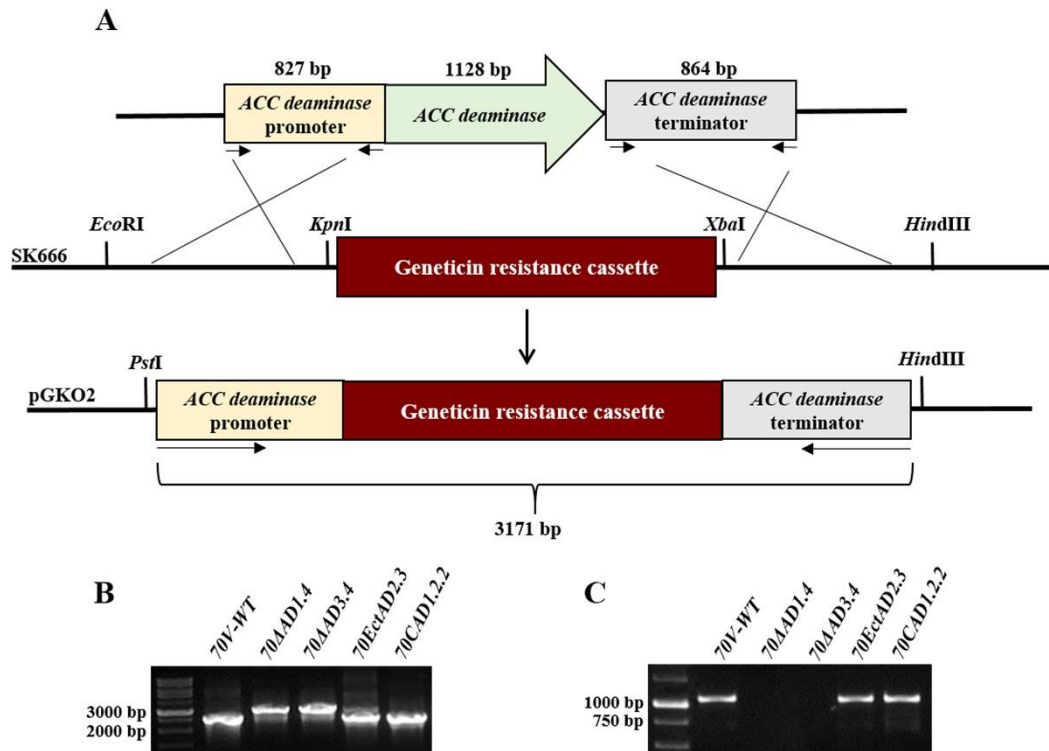 A
827 bp
1128 bp
864 bp
ACC deaminase
promoter
ACC deaminase
ACC deaminase
terminator
EcoRI
KpnI
XbaI
HindIII
SK666
Geneticin resistance cassette
PstI
HindIII
pGKO2
ACC deaminase
promoter
Geneticin resistance cassette
ACC deaminase
terminator
3171 bp
B
70V-WT
70ΔAD1.4
70ΔAD3.4
70EctAD2.3
70CAD1.2.2
3000 bp
2000 bp
C
70V-WT
70ΔAD1.4
70ΔAD3.4
70EctAD2.3
70CAD1.2.2
1000 bp
750 bp